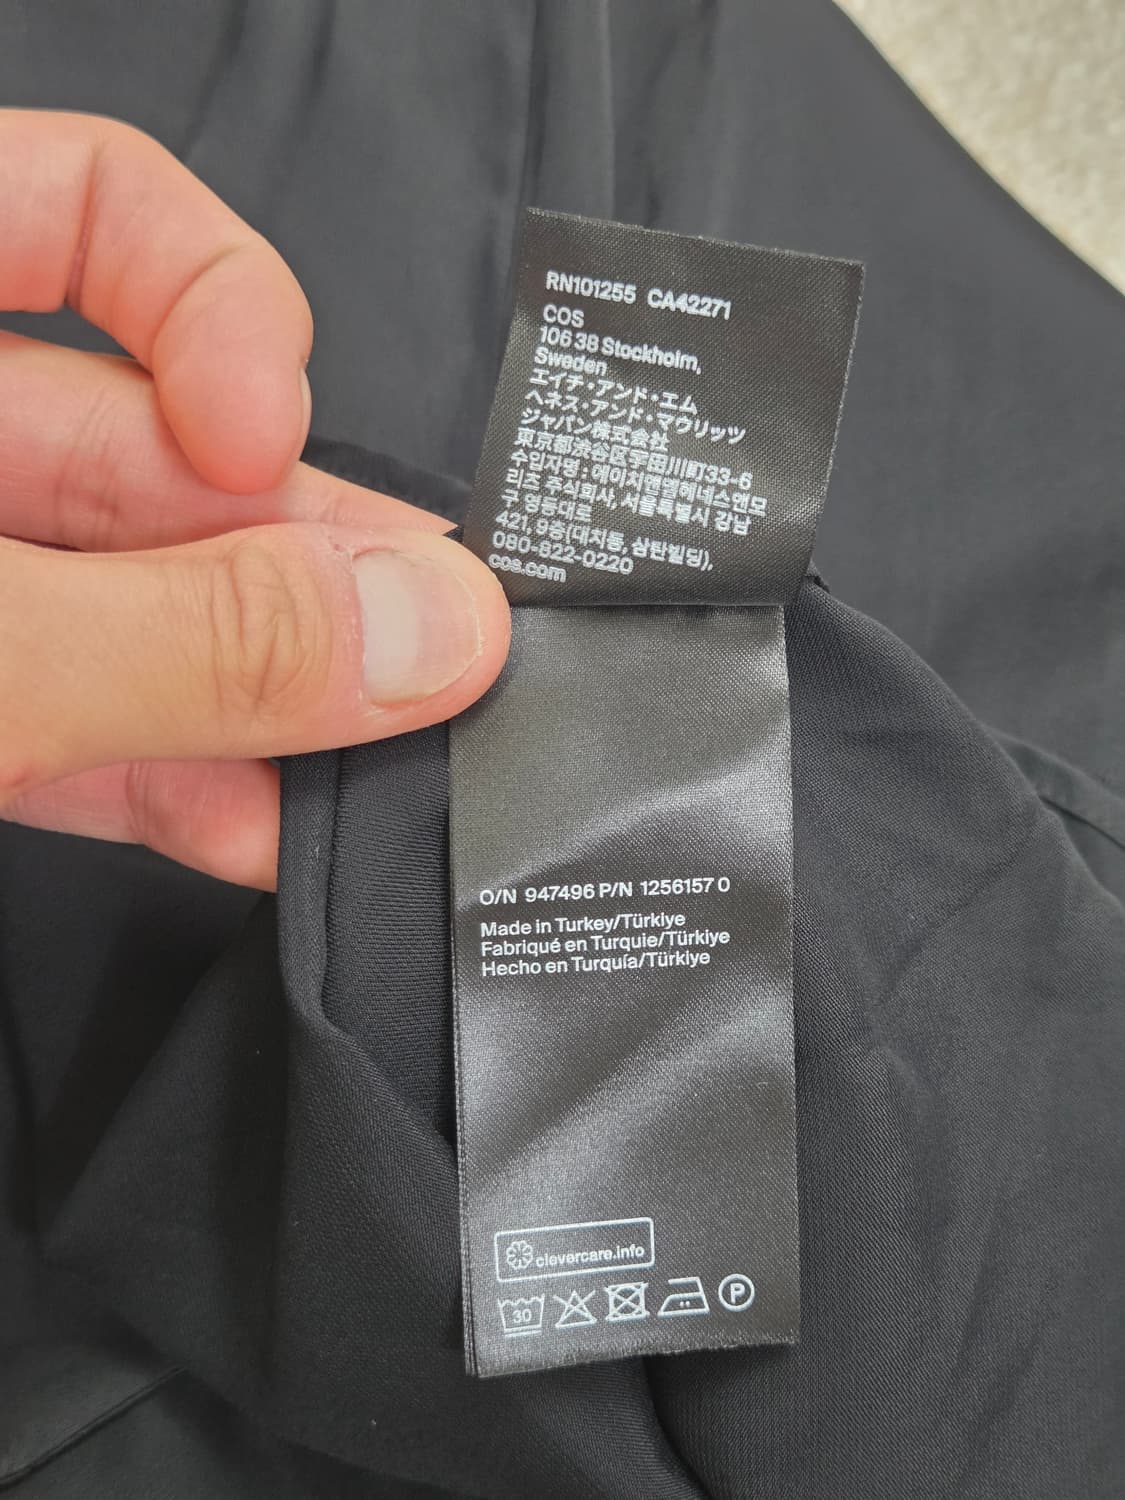 RN101255 CA42271
COS
106 38 Stockholm,
Sweden
エイチ・アンド・エム
ヘネス・アンド・マウリッツ
ジャパン株式会社
東京都渋谷区宇田川町33-6
수입자명 : 에이치엔엠헤네스앤모
리츠 주식회사, 서울특별시 강남
구 영동대로
421, 9층(대치동, 삼탄빌딩),
080-822-0220
cos.com
O/N 947496 P/N 1256157 0
Made in Turkey/Türkiye
Fabriqué en Turquie/Türkiye
Hecho en Turquía/Türkiye
clevercare.info
30 P